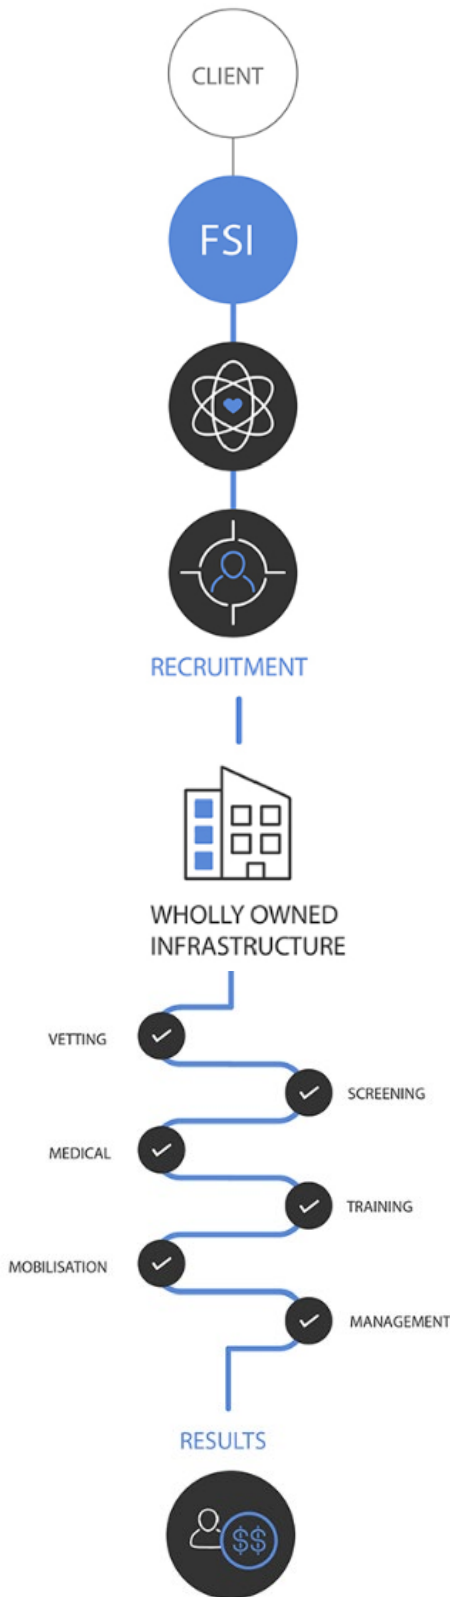 CLIENT
FSI
RECRUITMENT
WHOLLY OWNED
INFRASTRUCTURE
VETTING
SCREENING
MEDICAL
TRAINING
MOBILISATION
MANAGEMENT
RESULTS
$$